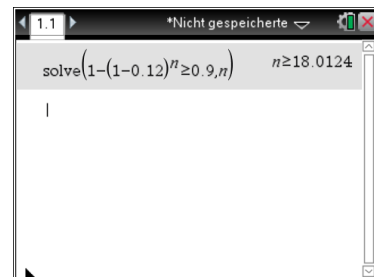 1.1 *Nicht gespeicherte
solve(1-(1-0.12)ⁿ≥0.9,n) n≥18.0124